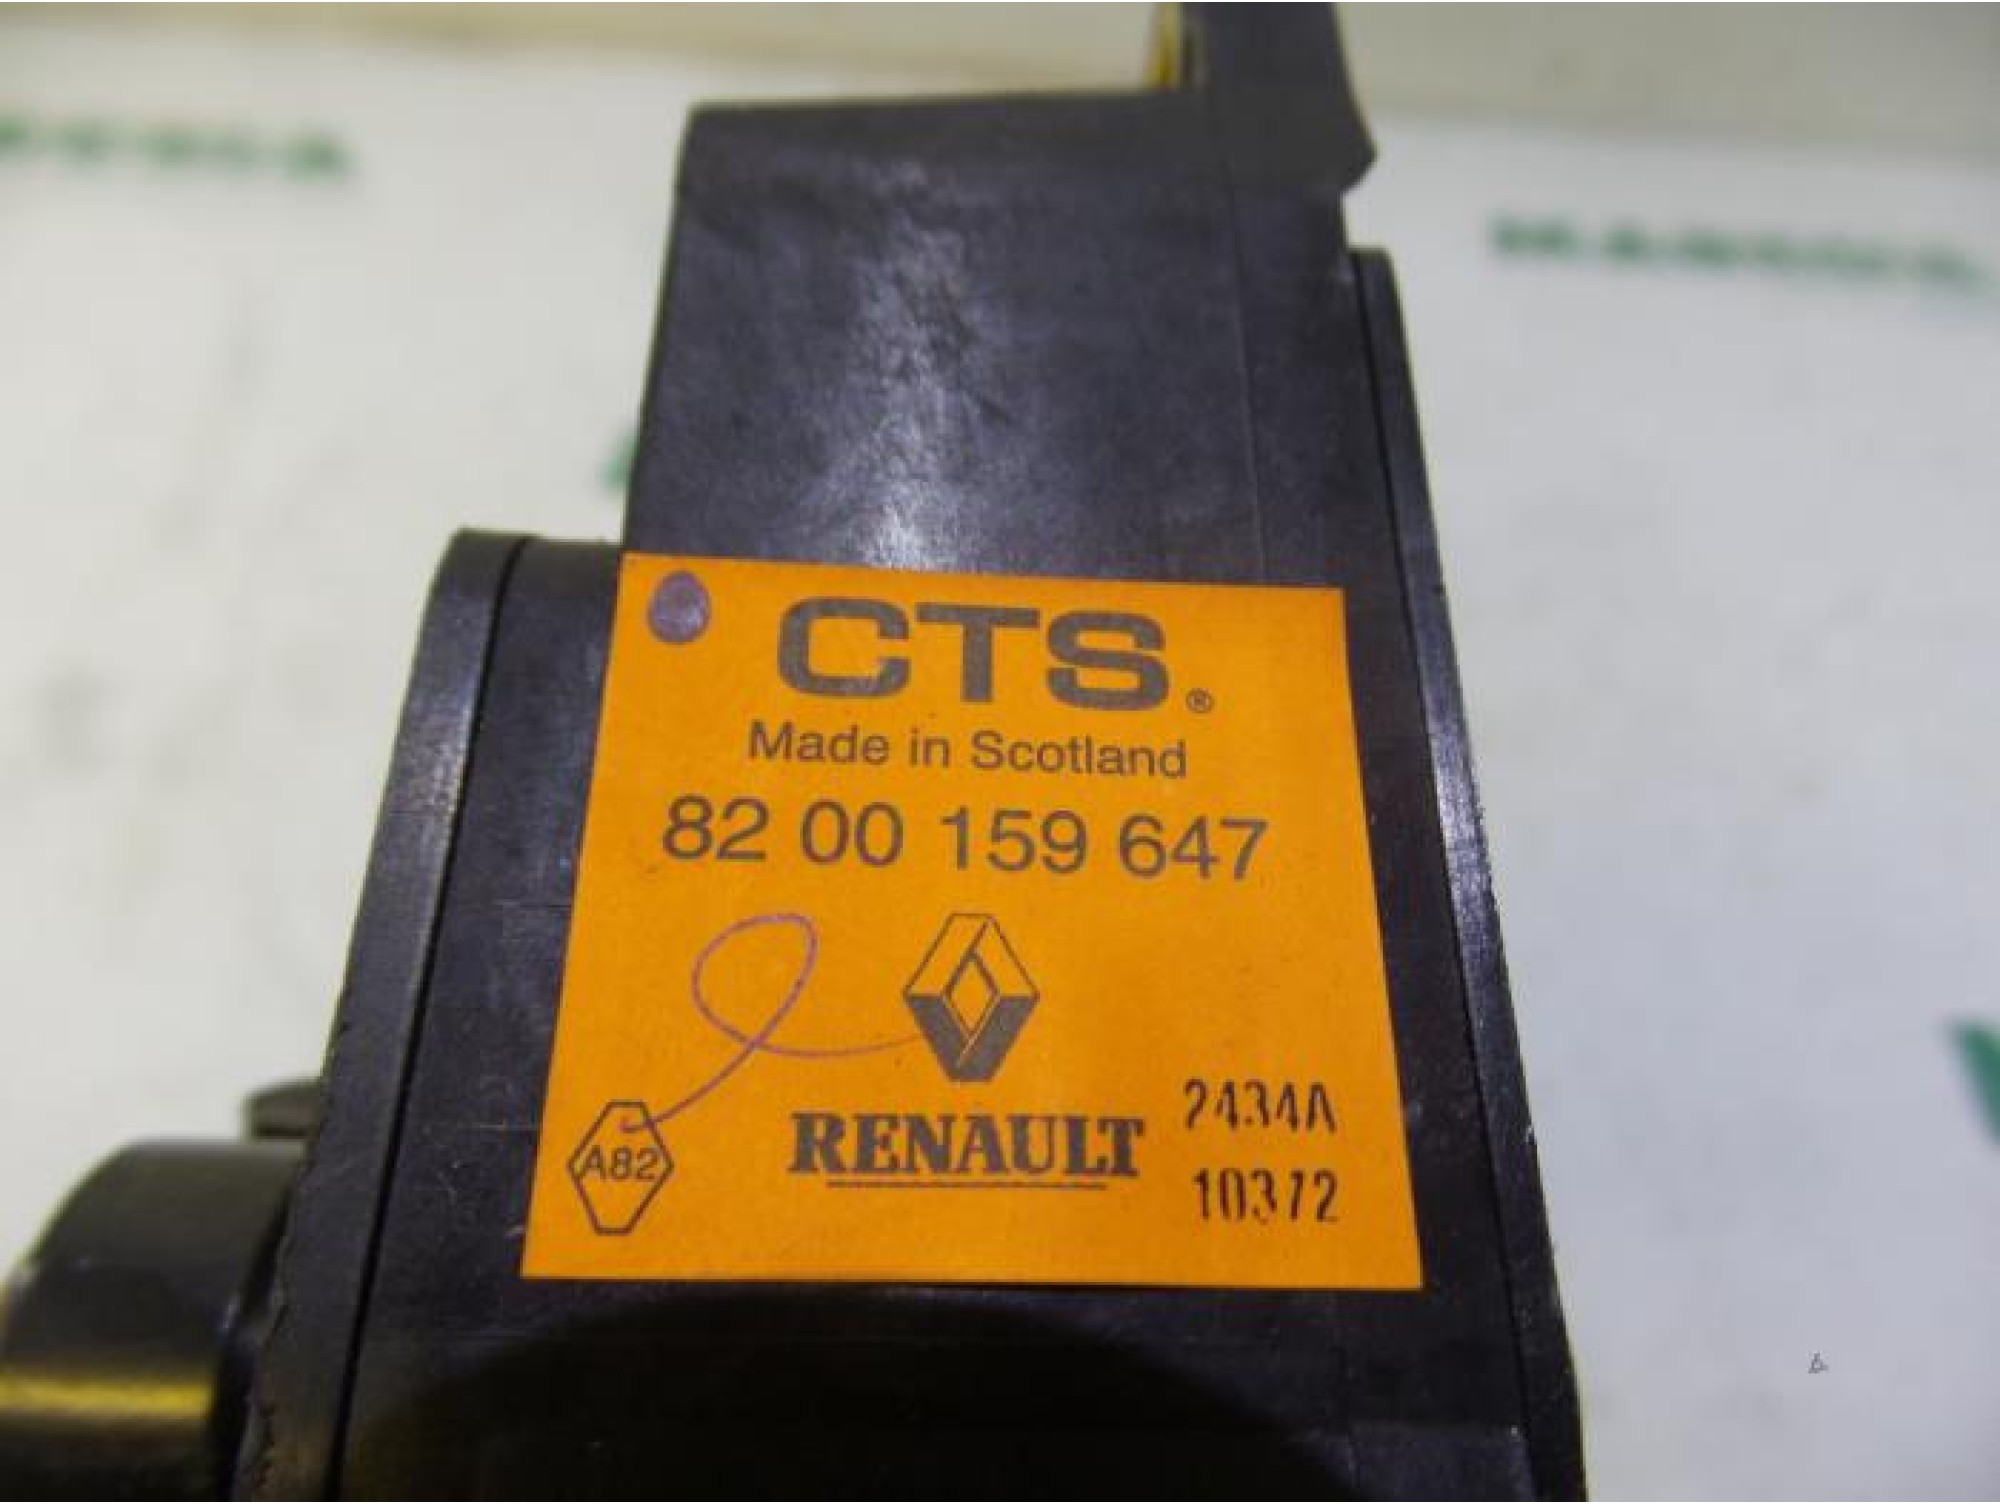 CTS®
Made in Scotland
82 00 159 647
A82
RENAULT
2434A
10372